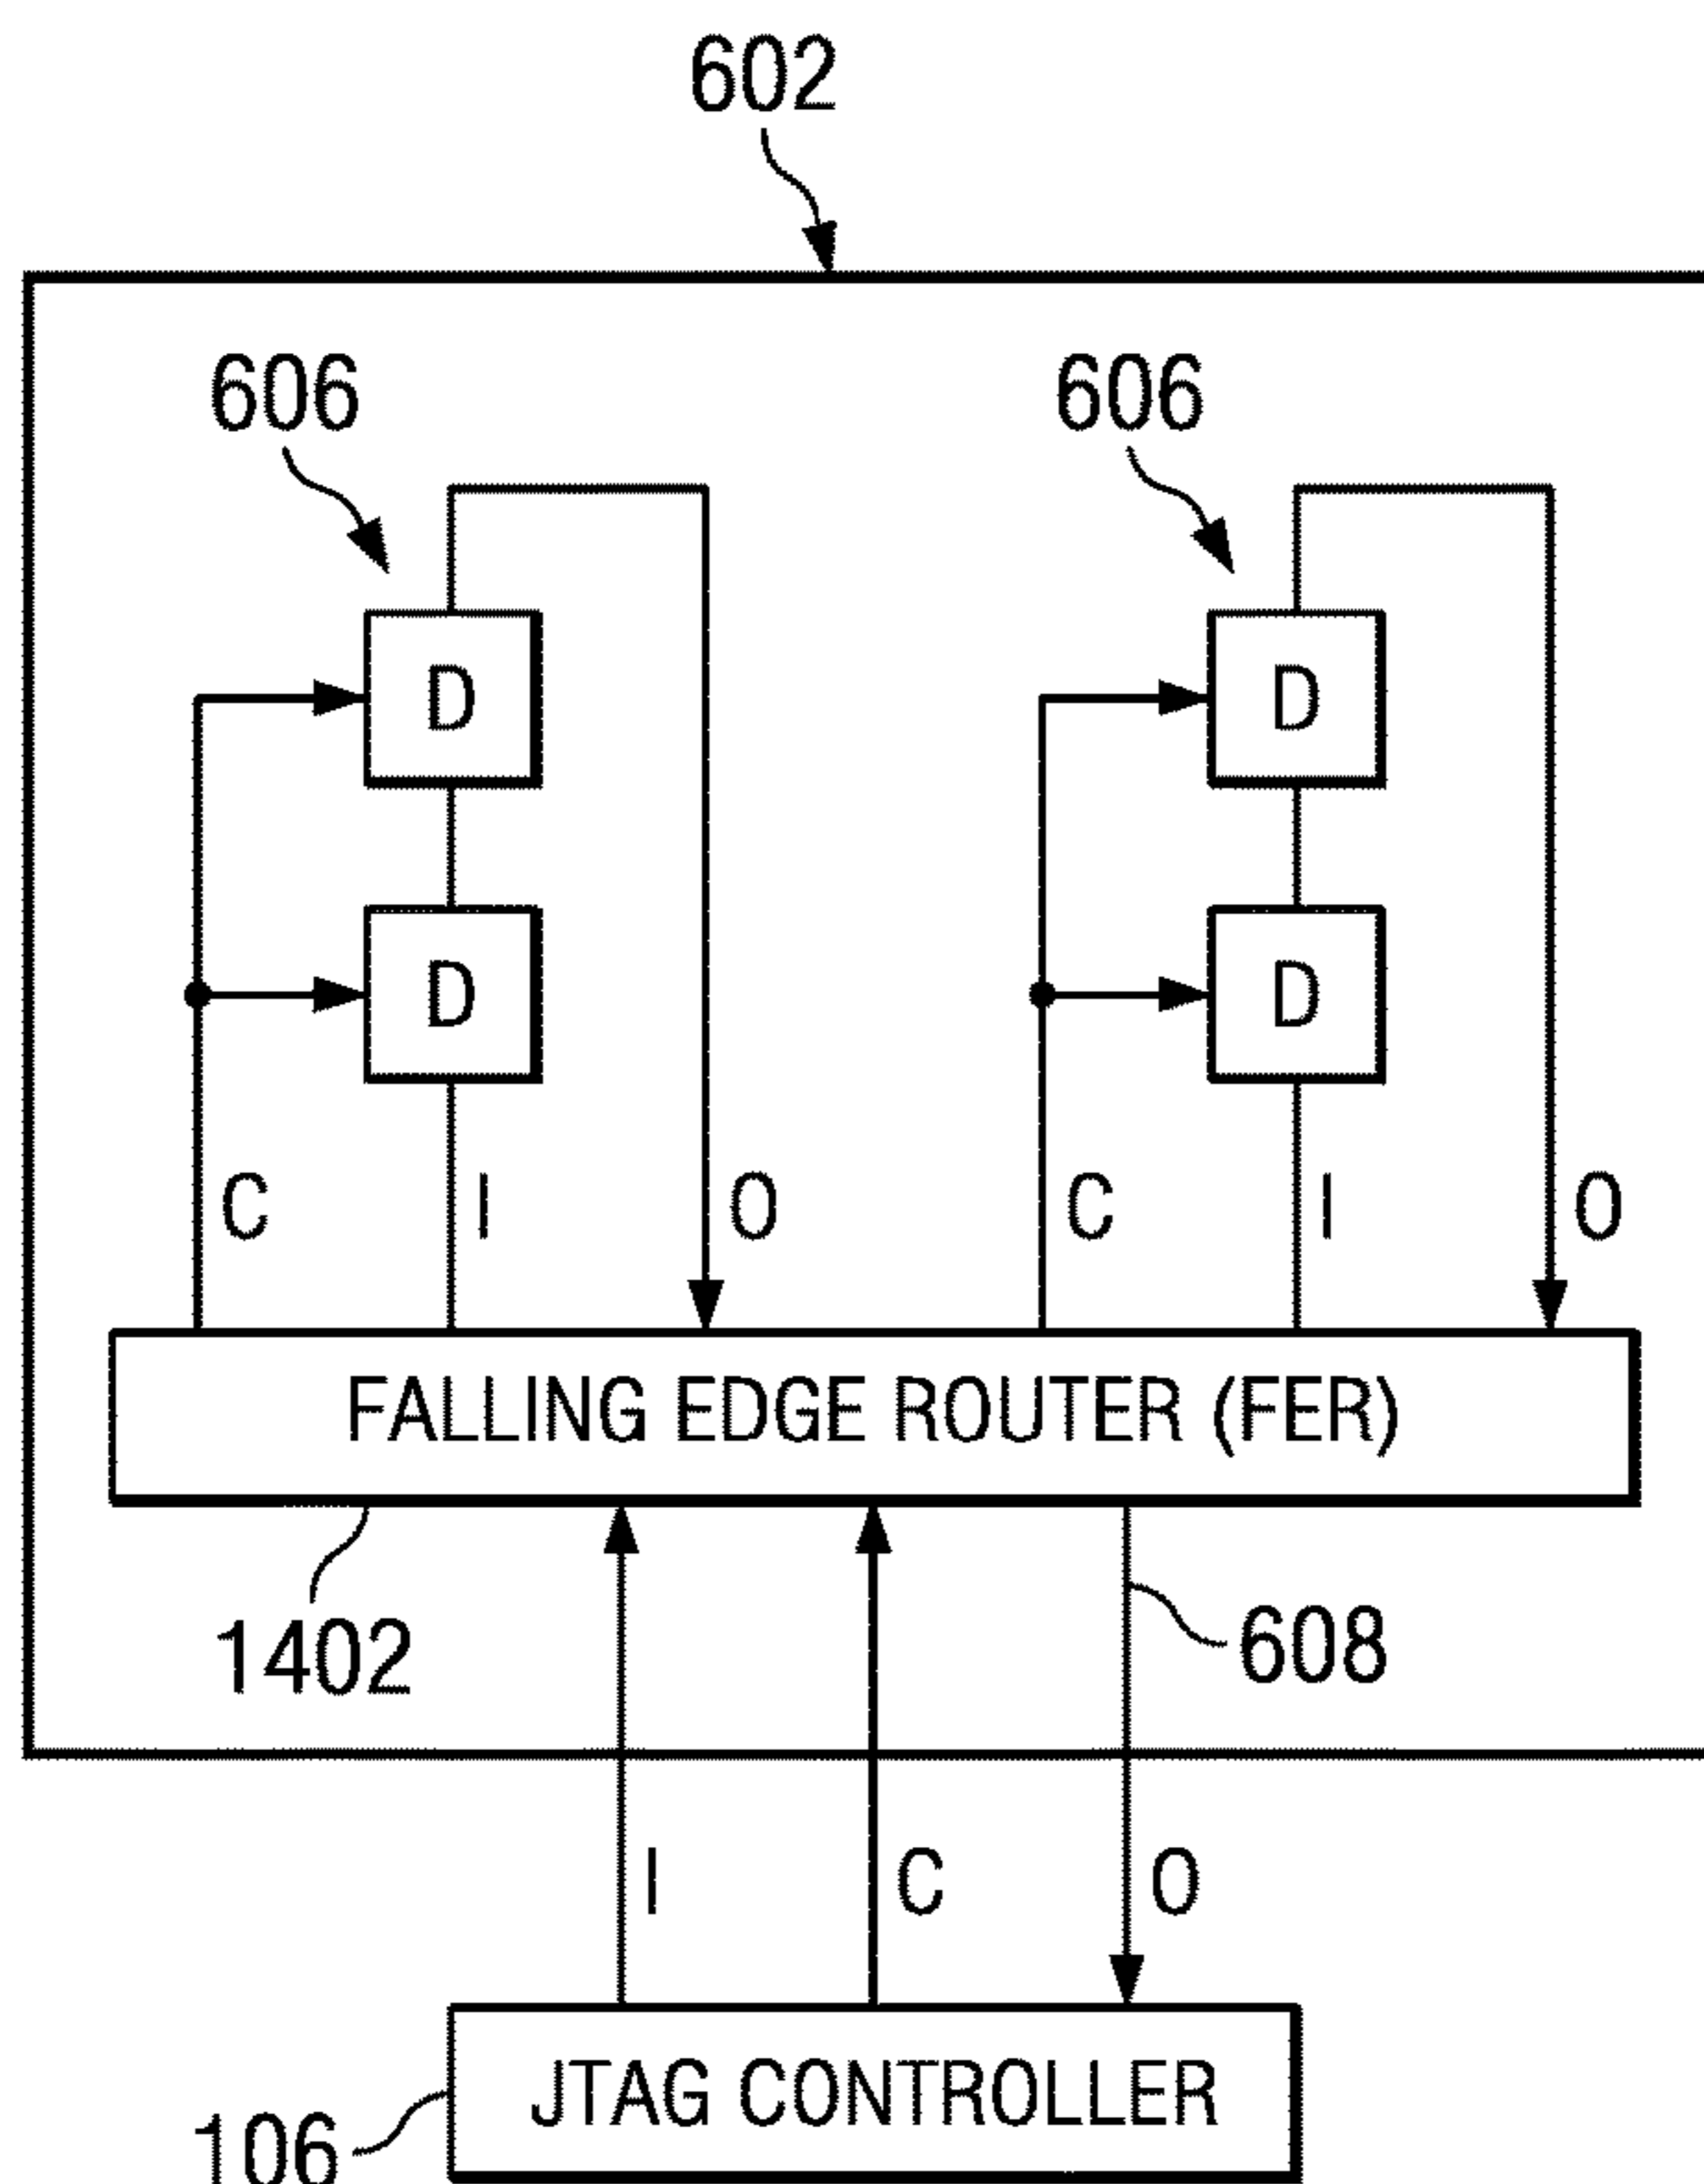 602
606 606
D D
D D
C I O C I O
FALLING EDGE ROUTER (FER)
1402 608
I C O
JTAG CONTROLLER
106